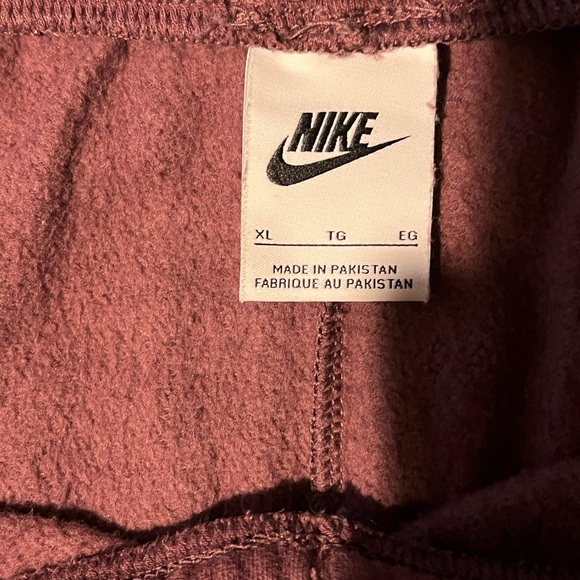 NIKE
XL TG EG
MADE IN PAKISTAN
FABRIQUE AU PAKISTAN